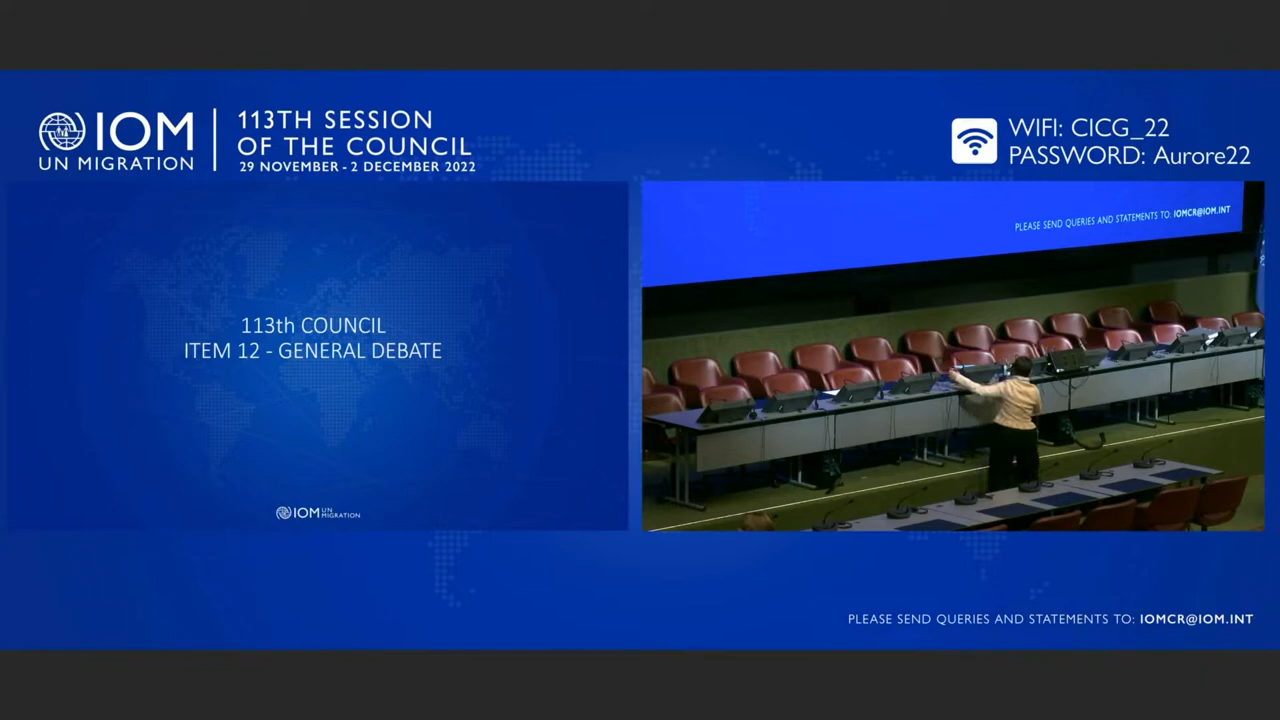 IOM
UN MIGRATION
113TH SESSION
OF THE COUNCIL
29 NOVEMBER - 2 DECEMBER 2022
WIFI: CICG_22
PASSWORD: Aurore22
113th COUNCIL
ITEM 12 - GENERAL DEBATE
IOM UN
MIGRATION
PLEASE SEND QUERIES AND STATEMENTS TO: IOMCR@IOM.INT
PLEASE SEND QUERIES AND STATEMENTS TO: IOMCR@IOM.INT